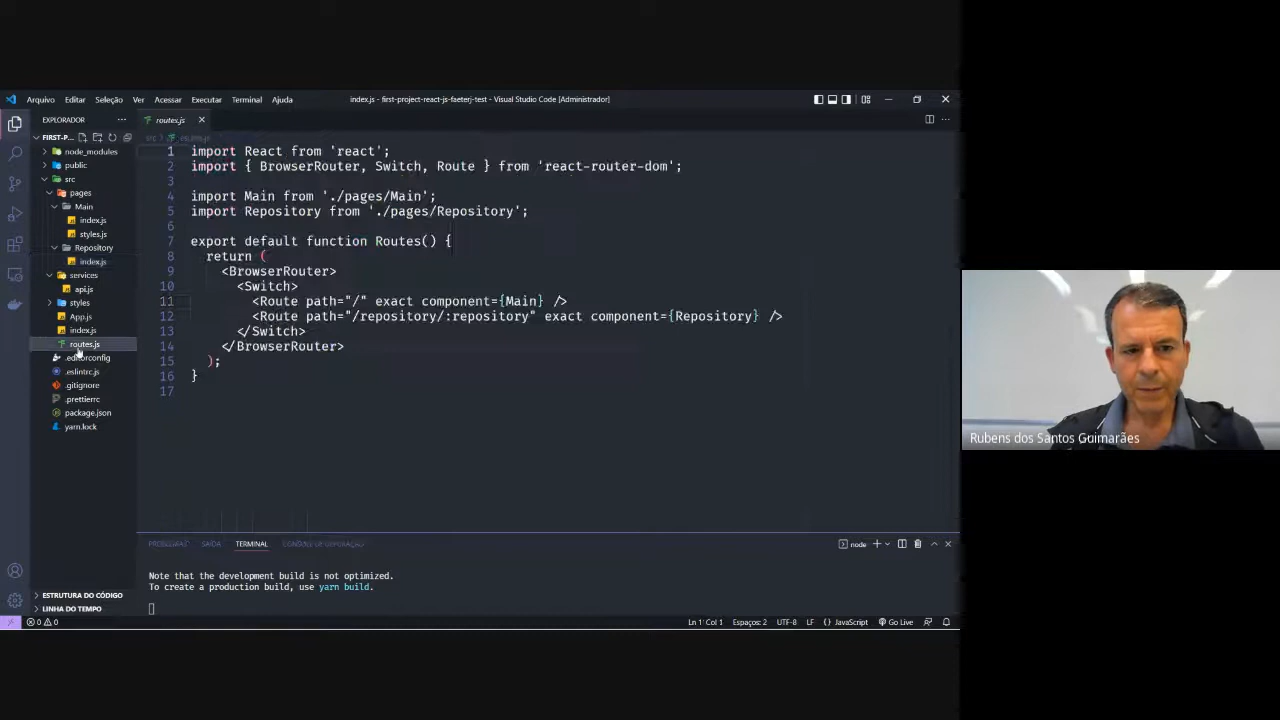 Arquivo Editar Seleção Ver Acessar Executar Terminal Ajuda
index.js - first-project-react-js-faeterj-test - Visual Studio Code [Administrador]
EXPLORADOR
FIRST-P...
node_modules
public
src
pages
Main
index.js
styles.js
Repository
index.js
services
api.js
styles
App.js
index.js
routes.js
.editorconfig
.eslintrc.js
.gitignore
.prettierrc
package.json
yarn.lock
ESTRUTURA DO CÓDIGO
LINHA DO TEMPO
routes.js
1 import React from 'react';
2 import { BrowserRouter, Switch, Route } from 'react-router-dom';
3
4 import Main from './pages/Main';
5 import Repository from './pages/Repository';
6
7 export default function Routes() {
8 return (
9 <BrowserRouter>
10 <Switch>
11 <Route path="/" exact component={Main} />
12 <Route path="/repository/:repository" exact component={Repository} />
13 </Switch>
14 </BrowserRouter>
15 );
16 }
17
PROBLEMAS SAÍDA TERMINAL CONSOLE DE DEPURAÇÃO
node
Note that the development build is not optimized.
To create a production build, use yarn build.
0 0
Ln 1, Col 1 Espaços: 2 UTF-8 LF {} JavaScript Go Live
Rubens dos Santos Guimarães